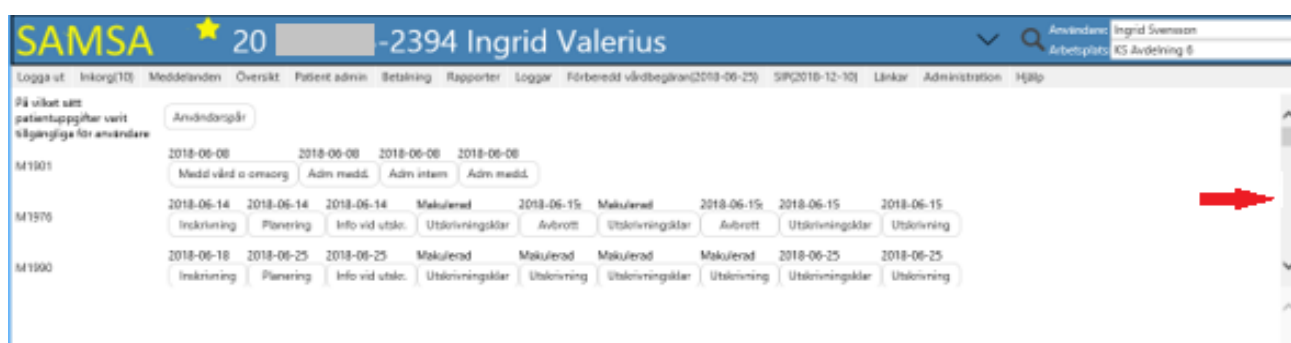 SAMSA 20 -2394 Ingrid Valerius Användare: Ingrid Svensson
Arbetsplats: KS Avdelning 6
Logga ut Inkorg(10) Meddelanden Översikt Patient admin Betalning Rapporter Loggar Förberedd vårdbegäran(2018-06-25) SIP(2018-12-10) Länkar Administration Hjälp
På vilket sätt
patientuppgifter varit
tillgängliga för användare
Användarspår
2018-06-08 2018-06-08 2018-06-08 2018-06-08
M1901 Medd vård o omsorg Adm medd. Adm intern Adm medd.
2018-06-14 2018-06-14 2018-06-14 Makulerad 2018-06-15; Makulerad 2018-06-15; 2018-06-15 2018-06-15
M1976 Inskrivning Planering Info vid utskr. Utskrivningsklar Avbrott Utskrivningsklar Avbrott Utskrivningsklar Utskrivning
2018-06-18 2018-06-25 2018-06-25 Makulerad Makulerad Makulerad Makulerad 2018-06-25 2018-06-25
M1990 Inskrivning Planering Info vid utskr. Utskrivningsklar Utskrivning Utskrivningsklar Utskrivning Utskrivningsklar Utskrivning